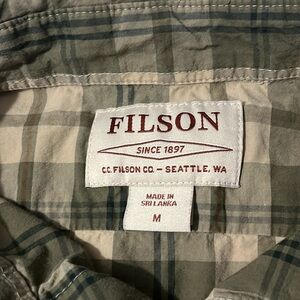 FILSON
SINCE 1897
C.C. FILSON CO. – SEATTLE, WA
MADE IN
SRI LANKA
M